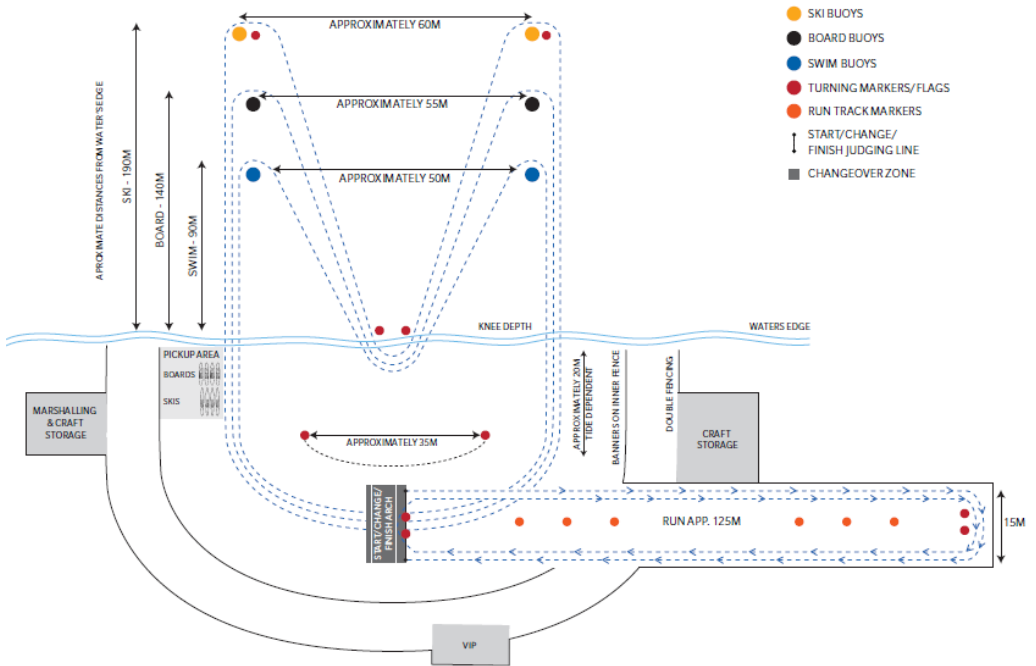 APPROXIMATELY 60M
SKI BUOYS
BOARD BUOYS
SWIM BUOYS
TURNING MARKERS/FLAGS
RUN TRACK MARKERS
START/CHANGE/
FINISH JUDGING LINE
CHANGEOVER ZONE
APPROXIMATELY 55M
APPROXIMATELY 50M
APROXIMATE DISTANCES FROM WATERS EDGE
SKI - 190M
BOARD - 140M
SWIM - 90M
KNEE DEPTH
WATERS EDGE
PICKUP AREA
BOARDS
SKIS
MARSHALLING
& CRAFT
STORAGE
APPROXIMATELY 35M
APPROXIMATELY 20M
TIDE DEPENDENT
BANNERS ON INNER FENCE
DOUBLE FENCING
CRAFT
STORAGE
START/CHANGE/
FINISH ARCH
RUN APP. 125M
15M
VIP